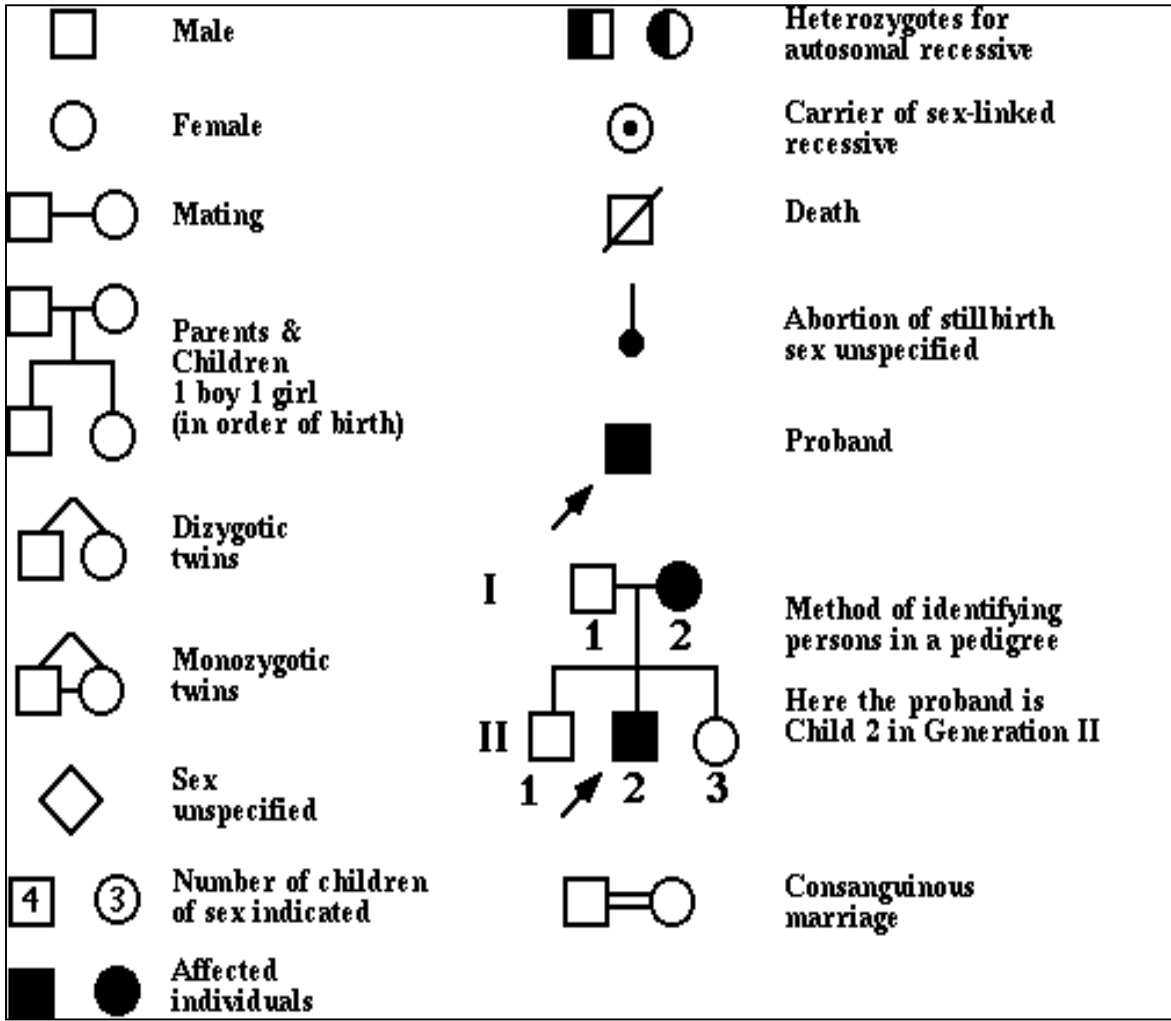 Male
Female
Mating
Parents &
Children
1 boy 1 girl
(in order of birth)
Dizygotic
twins
Monozygotic
twins
Sex
unspecified
4
3
Number of children
of sex indicated
Affected
individuals
Heterozygotes for
autosomal recessive
Carrier of sex-linked
recessive
Death
Abortion of stillbirth
sex unspecified
Proband
I
1 2
II
1 2 3
Method of identifying
persons in a pedigree
Here the proband is
Child 2 in Generation II
Consanguinous
marriage